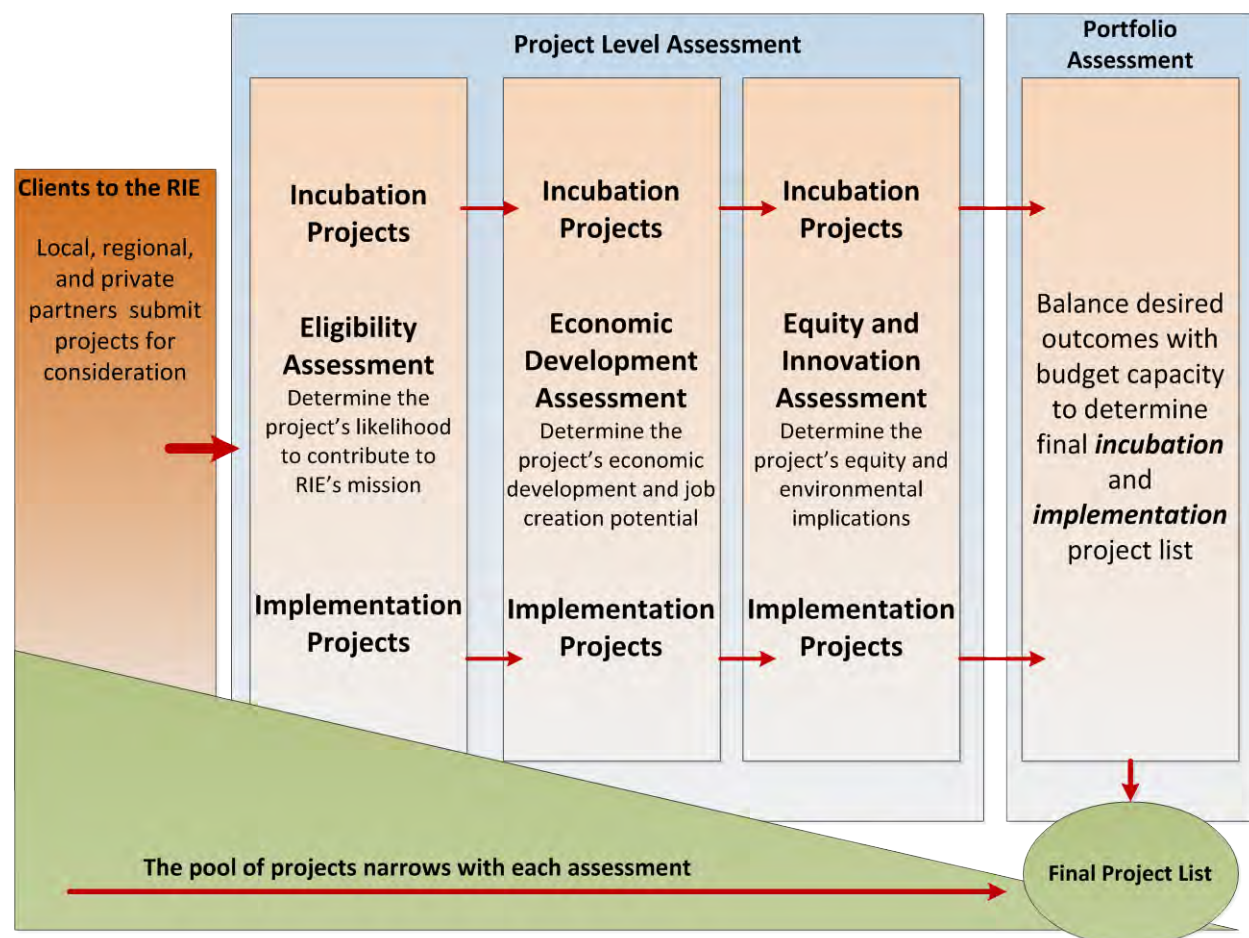 Project Level Assessment
Portfolio
Assessment
Clients to the RIE
Local, regional,
and private
partners submit
projects for
consideration
Incubation
Projects
Eligibility
Assessment
Determine the
project's likelihood
to contribute to
RIE's mission
Implementation
Projects
Incubation
Projects
Economic
Development
Assessment
Determine the
project's economic
development and job
creation potential
Implementation
Projects
Incubation
Projects
Equity and
Innovation
Assessment
Determine the
project's equity and
environmental
implications
Implementation
Projects
Balance desired
outcomes with
budget capacity
to determine
final incubation
and
implementation
project list
The pool of projects narrows with each assessment
Final Project List